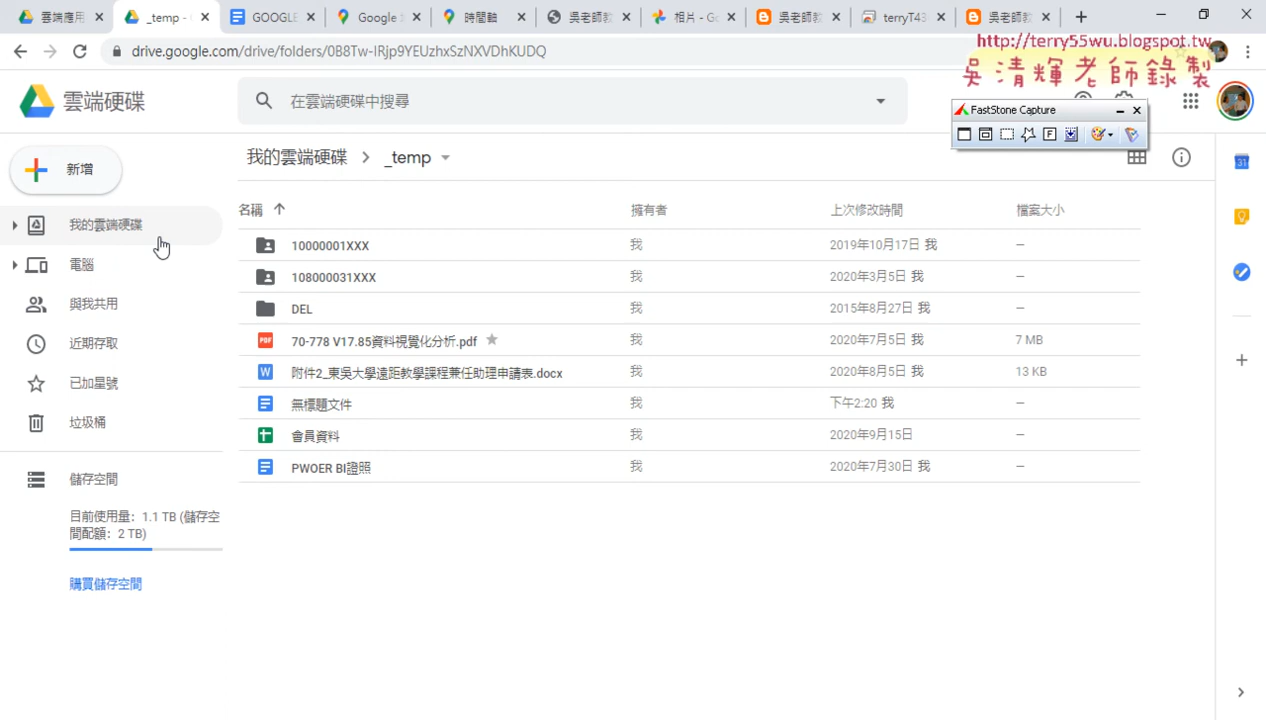 雲端應用
_temp -
GOOGLE
Google
時間軸
吳老師教
相片 - Go
吳老師教
terryT43
吳老師教
drive.google.com/drive/folders/0B8Tw-IRjp9YEUzhxSzNXVDhKUDQ
http://terry55wu.blogspot.tw
吳清輝老師錄製
雲端硬碟
在雲端硬碟中搜尋
FastStone Capture
新增
我的雲端硬碟
電腦
與我共用
近期存取
已加星號
垃圾桶
儲存空間
目前使用量：1.1 TB (儲存空
間配額：2 TB)
購買儲存空間
我的雲端硬碟 > _temp
名稱 擁有者 上次修改時間 檔案大小
10000001XXX 我 2019年10月17日 我 –
108000031XXX 我 2020年3月5日 我 –
DEL 我 2015年8月27日 我 –
PDF 70-778 V17.85資料視覺化分析.pdf 我 2020年7月5日 我 7 MB
W 附件2_東吳大學遠距教學課程兼任助理申請表.docx 我 2020年8月5日 我 13 KB
無標題文件 我 下午2:20 我 –
會員資料 我 2020年9月15日 –
PWOER BI證照 我 2020年7月30日 我 –
31